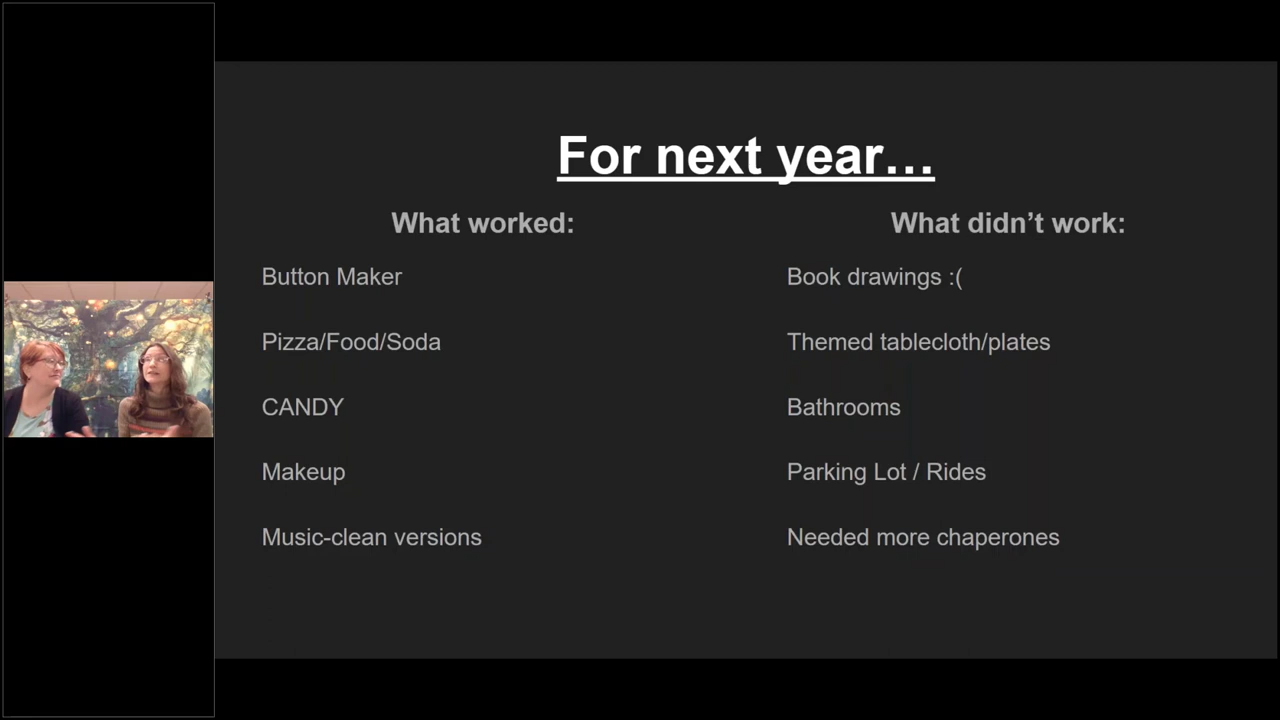 For next year…
What worked:
Button Maker
Pizza/Food/Soda
CANDY
Makeup
Music-clean versions
What didn’t work:
Book drawings :(
Themed tablecloth/plates
Bathrooms
Parking Lot / Rides
Needed more chaperones